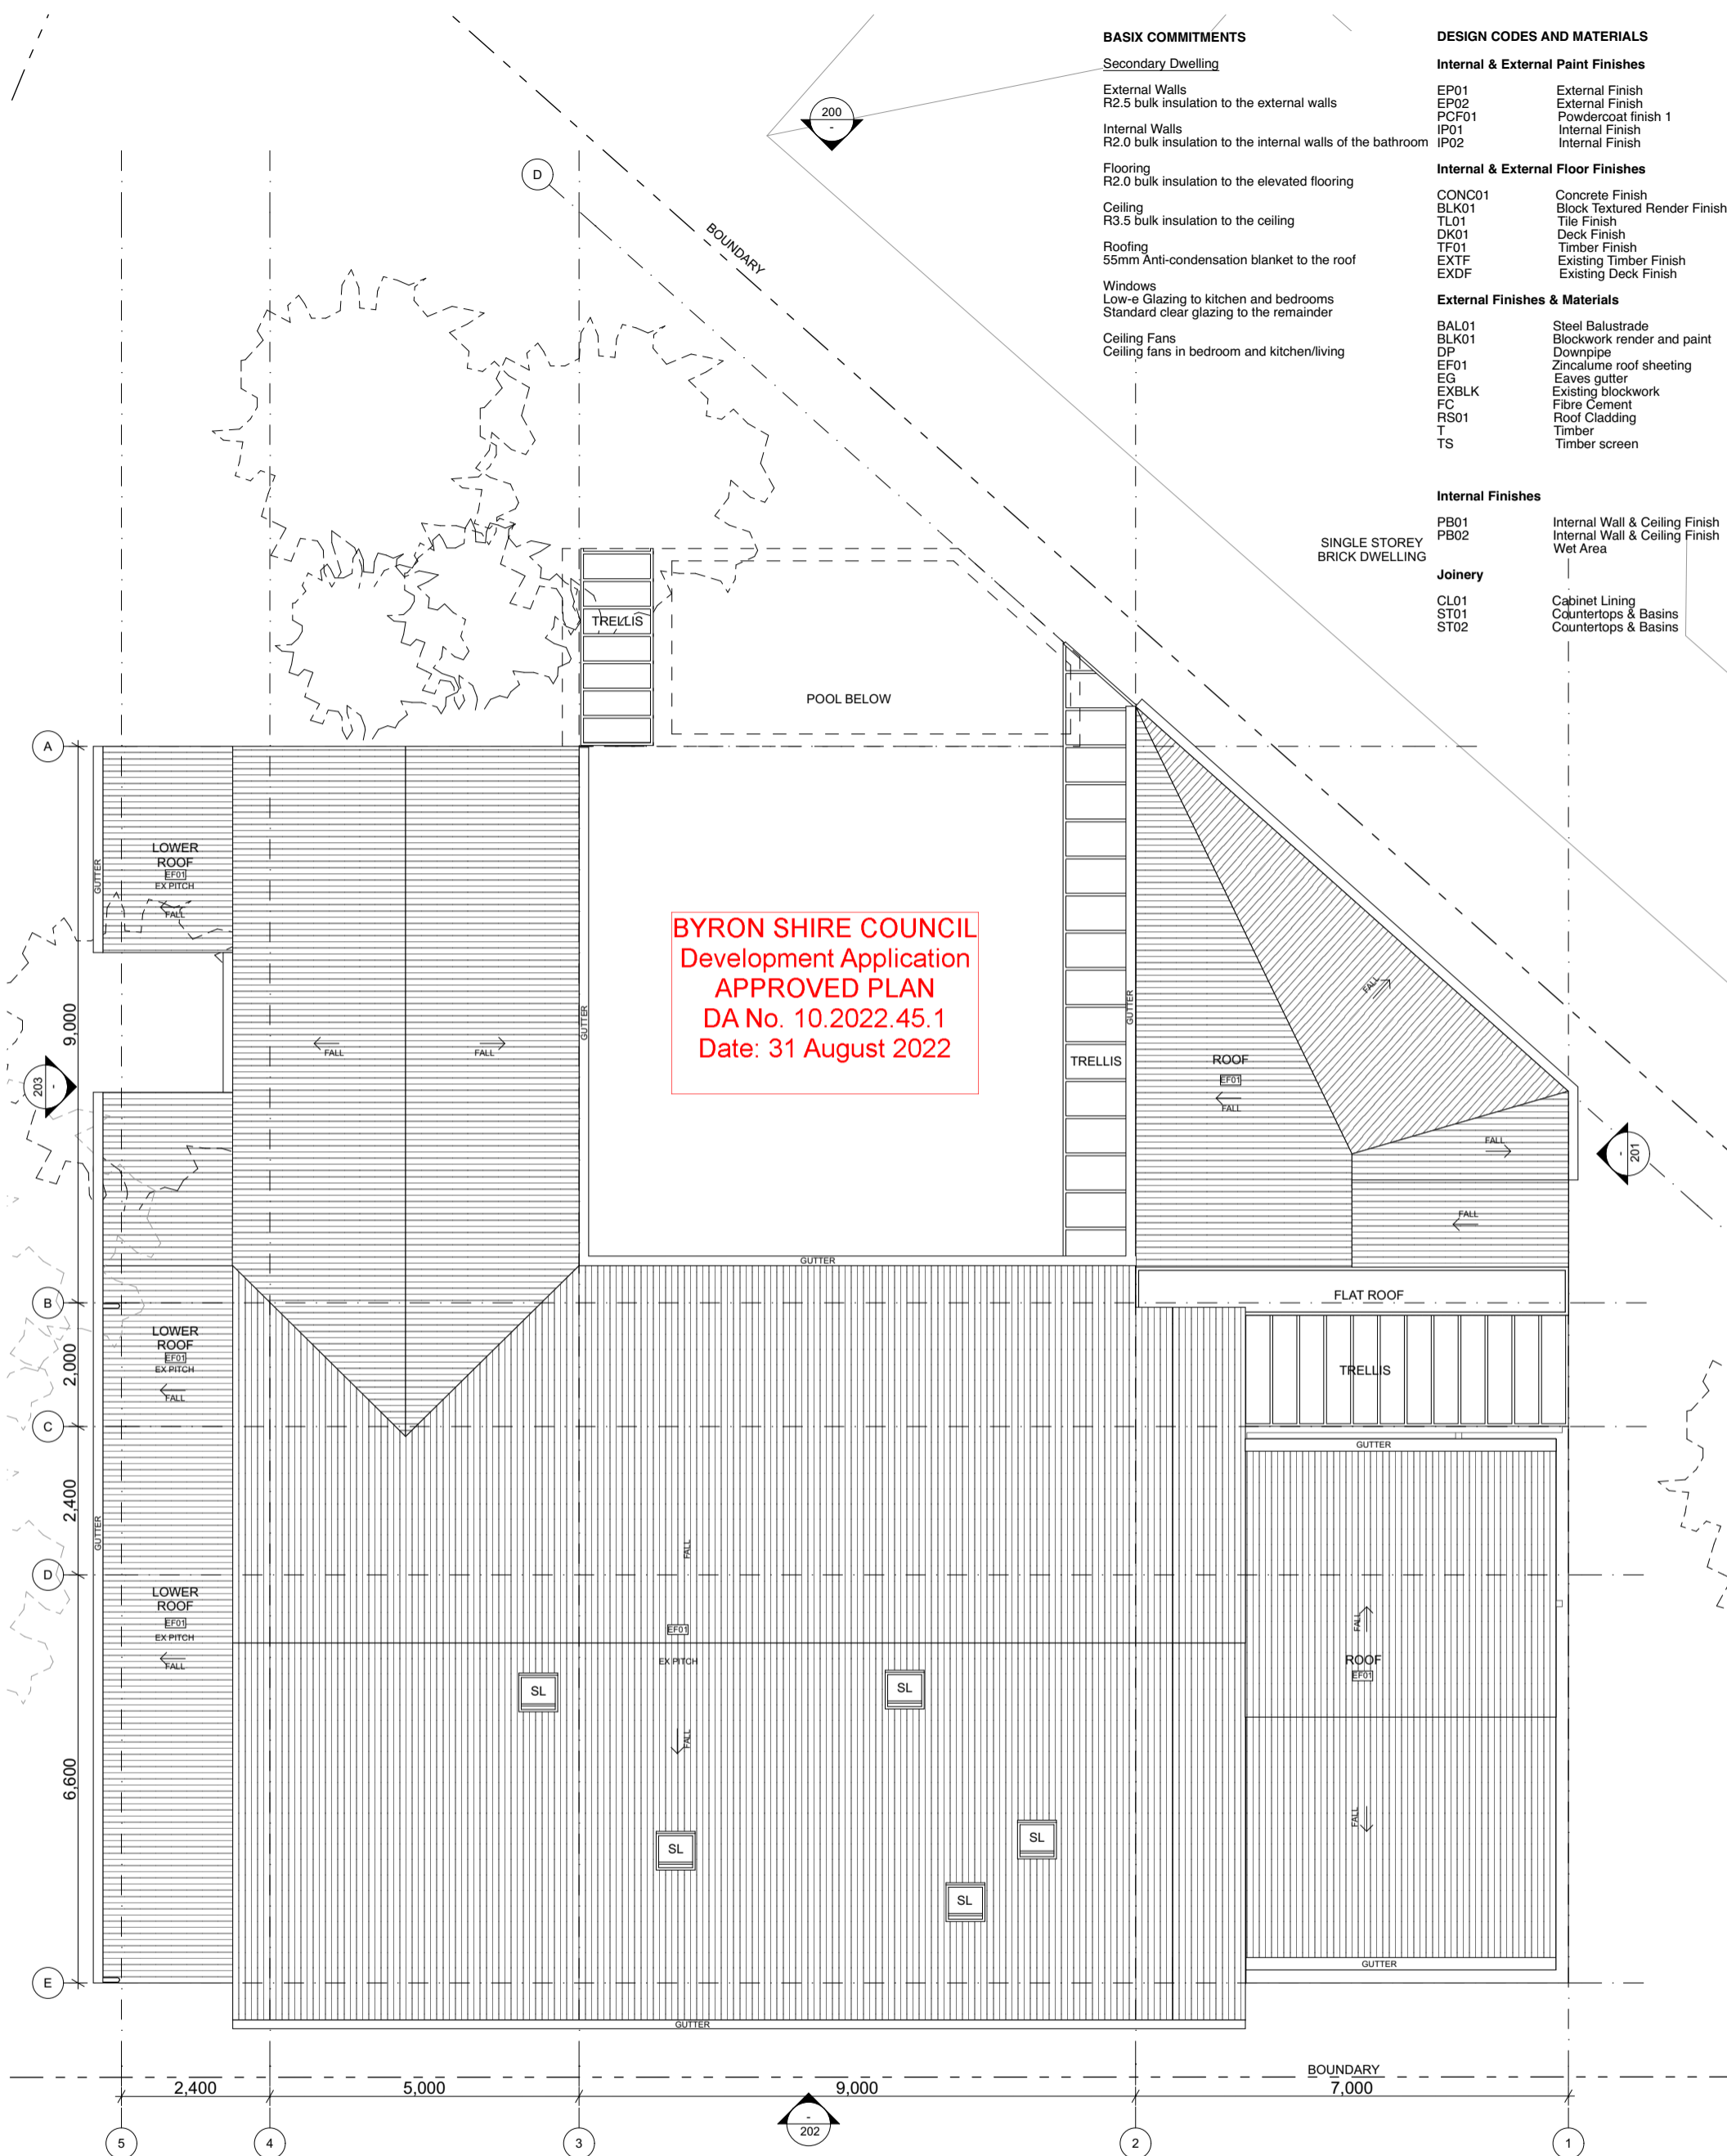 BASIX COMMITMENTS
Secondary Dwelling
External Walls
R2.5 bulk insulation to the external walls
Internal Walls
R2.0 bulk insulation to the internal walls of the bathroom
Flooring
R2.0 bulk insulation to the elevated flooring
Ceiling
R3.5 bulk insulation to the ceiling
Roofing
55mm Anti-condensation blanket to the roof
Windows
Low-e Glazing to kitchen and bedrooms
Standard clear glazing to the remainder
Ceiling Fans
Ceiling fans in bedroom and kitchen/living
DESIGN CODES AND MATERIALS
Internal & External Paint Finishes
EP01 External Finish
EP02 External Finish
PCF01 Powdercoat finish 1
IP01 Internal Finish
IP02 Internal Finish
Internal & External Floor Finishes
CONC01 Concrete Finish
BLK01 Block Textured Render Finish
TL01 Tile Finish
DK01 Deck Finish
TF01 Timber Finish
EXTF Existing Timber Finish
EXDF Existing Deck Finish
External Finishes & Materials
BAL01 Steel Balustrade
BLK01 Blockwork render and paint
DP Downpipe
EF01 Zincalume roof sheeting
EG Eaves gutter
EXBLK Existing blockwork
FC Fibre Cement
RS01 Roof Cladding
T Timber
TS Timber screen
Internal Finishes
PB01 Internal Wall & Ceiling Finish
PB02 Internal Wall & Ceiling Finish
Wet Area
Joinery
CL01 Cabinet Lining
ST01 Countertops & Basins
ST02 Countertops & Basins
200
-
D
BOUNDARY
SINGLE STOREY
BRICK DWELLING
TRELLIS
POOL BELOW
A
LOWER
ROOF
EF01
EX PITCH
FALL
GUTTER
9,000
203
-
FALL
FALL
GUTTER
BYRON SHIRE COUNCIL
Development Application
APPROVED PLAN
DA No. 10.2022.45.1
Date: 31 August 2022
TRELLIS
GUTTER
ROOF
EF01
FALL
FALL
FALL
FALL
201
-
GUTTER
B
FLAT ROOF
LOWER
ROOF
EF01
EX PITCH
FALL
2,000
TRELLIS
C
GUTTER
2,400
GUTTER
FALL
D
LOWER
ROOF
EF01
EX PITCH
FALL
EF01
EX PITCH
FALL
SL
SL
SL
SL
SL
FALL
ROOF
EF01
FALL
6,600
GUTTER
E
GUTTER
BOUNDARY
2,400
5,000
9,000
7,000
-
202
5
4
3
2
1